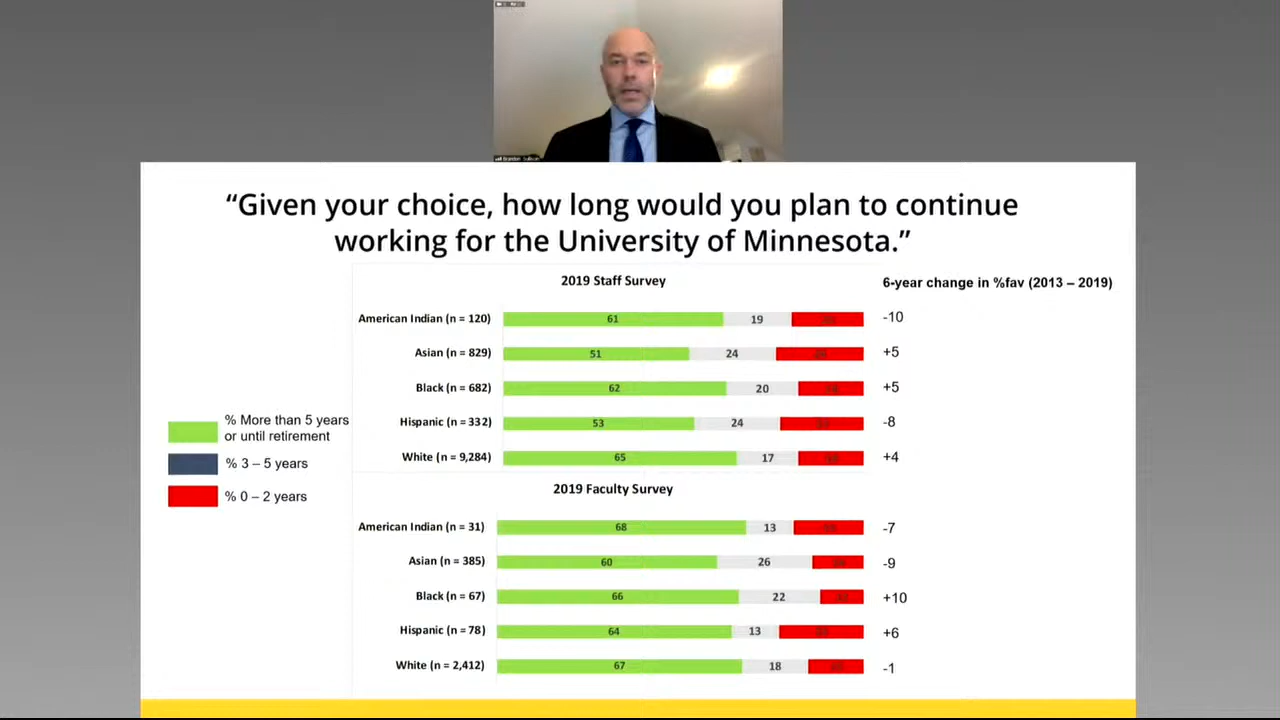 Brandon Sullivan
“Given your choice, how long would you plan to continue
working for the University of Minnesota.”
2019 Staff Survey
6-year change in %fav (2013 – 2019)
American Indian (n = 120) 61 19 -10
Asian (n = 829) 51 24 +5
Black (n = 682) 62 20 +5
Hispanic (n = 332) 53 24 -8
White (n = 9,284) 65 17 +4
% More than 5 years
or until retirement
% 3 – 5 years
% 0 – 2 years
2019 Faculty Survey
American Indian (n = 31) 68 13 -7
Asian (n = 385) 60 26 -9
Black (n = 67) 66 22 +10
Hispanic (n = 78) 64 13 +6
White (n = 2,412) 67 18 -1